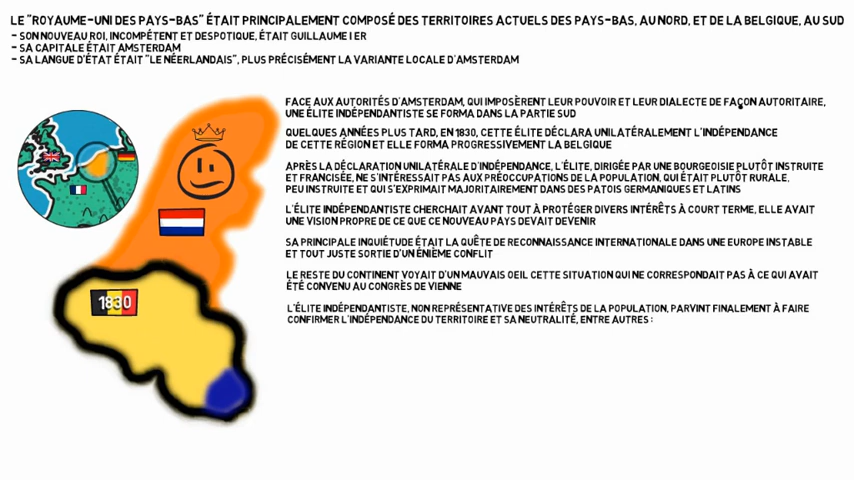 LE "ROYAUME-UNI DES PAYS-BAS" ÉTAIT PRINCIPALEMENT COMPOSÉ DES TERRITOIRES ACTUELS DES PAYS-BAS, AU NORD, ET DE LA BELGIQUE, AU SUD
- SON NOUVEAU ROI, INCOMPÉTENT ET DESPOTIQUE, ÉTAIT GUILLAUME I ER
- SA CAPITALE ÉTAIT AMSTERDAM
- SA LANGUE D'ÉTAT ÉTAIT "LE NÉERLANDAIS", PLUS PRÉCISÉMENT LA VARIANTE LOCALE D'AMSTERDAM
FACE AUX AUTORITÉS D'AMSTERDAM, QUI IMPOSÈRENT LEUR POUVOIR ET LEUR DIALECTE DE FAÇON AUTORITAIRE,
UNE ÉLITE INDÉPENDANTISTE SE FORMA DANS LA PARTIE SUD
QUELQUES ANNÉES PLUS TARD, EN 1830, CETTE ÉLITE DÉCLARA UNILATÉRALEMENT L'INDÉPENDANCE
DE CETTE RÉGION ET ELLE FORMA PROGRESSIVEMENT LA BELGIQUE
APRÈS LA DÉCLARATION UNILATÉRALE D'INDÉPENDANCE, L'ÉLITE, DIRIGÉE PAR UNE BOURGEOISIE PLUTÔT INSTRUITE
ET FRANCISÉE, NE S'INTÉRESSAIT PAS AUX PRÉOCCUPATIONS DE LA POPULATION, QUI ÉTAIT PLUTÔT RURALE,
PEU INSTRUITE ET QUI S'EXPRIMAIT MAJORITAIREMENT DANS DES PATOIS GERMANIQUES ET LATINS
L'ÉLITE INDÉPENDANTISTE CHERCHAIT AVANT TOUT À PROTÉGER DIVERS INTÉRÊTS À COURT TERME, ELLE AVAIT
UNE VISION PROPRE DE CE QUE CE NOUVEAU PAYS DEVAIT DEVENIR
SA PRINCIPALE INQUIÉTUDE ÉTAIT LA QUÊTE DE RECONNAISSANCE INTERNATIONALE DANS UNE EUROPE INSTABLE
ET TOUT JUSTE SORTIE D'UN ÉNIÈME CONFLIT
LE RESTE DU CONTINENT VOYAIT D'UN MAUVAIS OEIL CETTE SITUATION QUI NE CORRESPONDAIT PAS À CE QUI AVAIT
ÉTÉ CONVENU AU CONGRÈS DE VIENNE
L'ÉLITE INDÉPENDANTISTE, NON REPRÉSENTATIVE DES INTÉRÊTS DE LA POPULATION, PARVINT FINALEMENT À FAIRE
CONFIRMER L'INDÉPENDANCE DU TERRITOIRE ET SA NEUTRALITÉ, ENTRE AUTRES :
1830